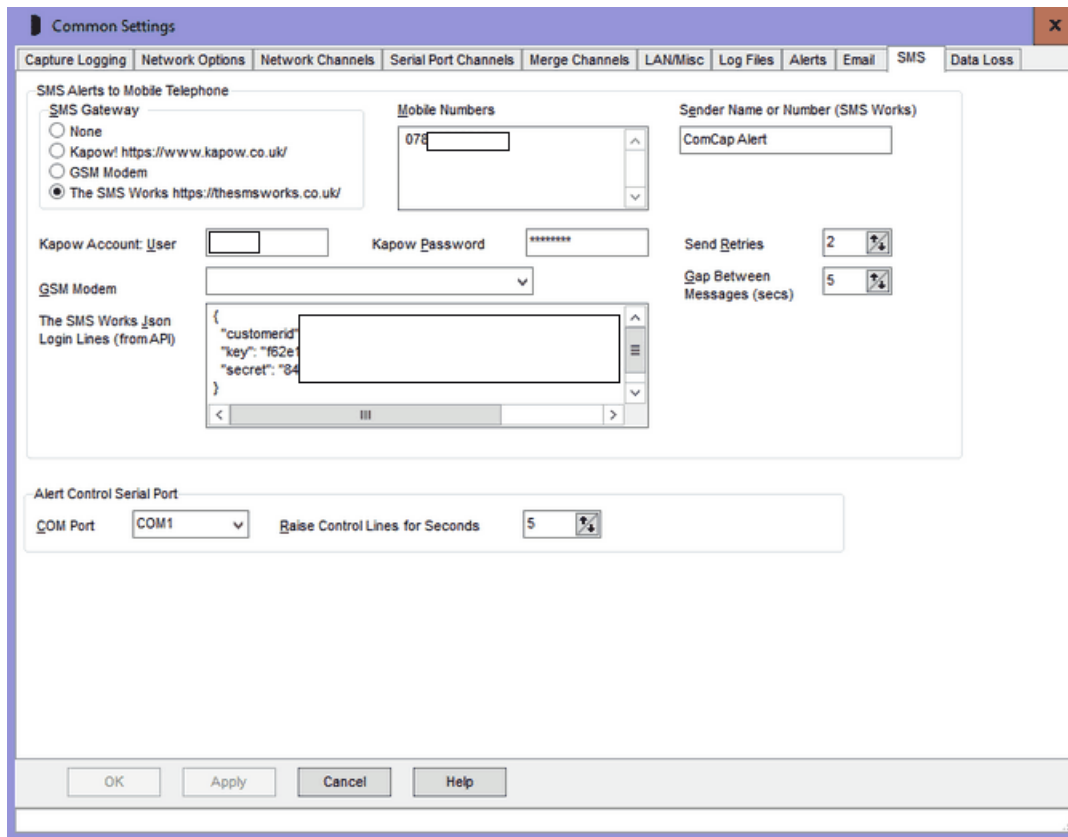 Common Settings
x
Capture Logging Network Options Network Channels Serial Port Channels Merge Channels LAN/Misc Log Files Alerts Email SMS Data Loss
SMS Alerts to Mobile Telephone
SMS Gateway
None
Kapow! https://www.kapow.co.uk/
GSM Modem
The SMS Works https://thesmsworks.co.uk/
Mobile Numbers
078
Sender Name or Number (SMS Works)
ComCap Alert
Kapow Account: User
Kapow Password ********
Send Retries 2
GSM Modem
Gap Between
Messages (secs) 5
The SMS Works Json
Login Lines (from API)
{
"customerid"
"key": "f62e1
"secret": "84
}
Alert Control Serial Port
COM Port COM1 Raise Control Lines for Seconds 5
OK Apply Cancel Help